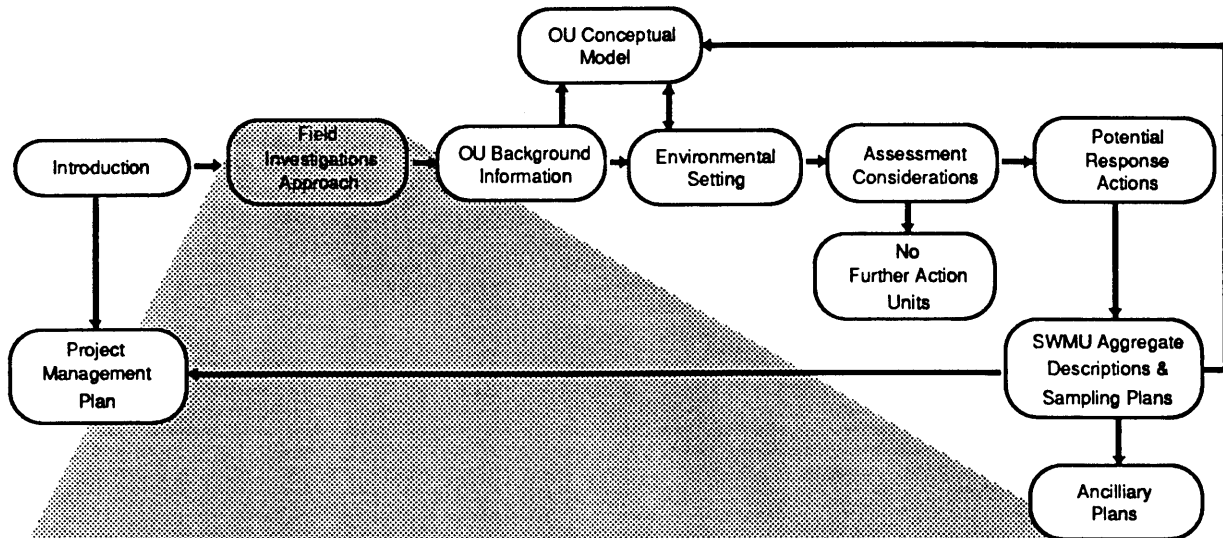 OU Conceptual
Model
Introduction
Field
Investigations
Approach
OU Background
Information
Environmental
Setting
Assessment
Considerations
Potential
Response
Actions
No
Further Action
Units
Project
Management
Plan
SWMU Aggregate
Descriptions &
Sampling Plans
Ancilliary
Plans